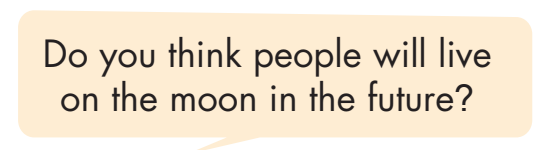 Do you think people will live
on the moon in the future?